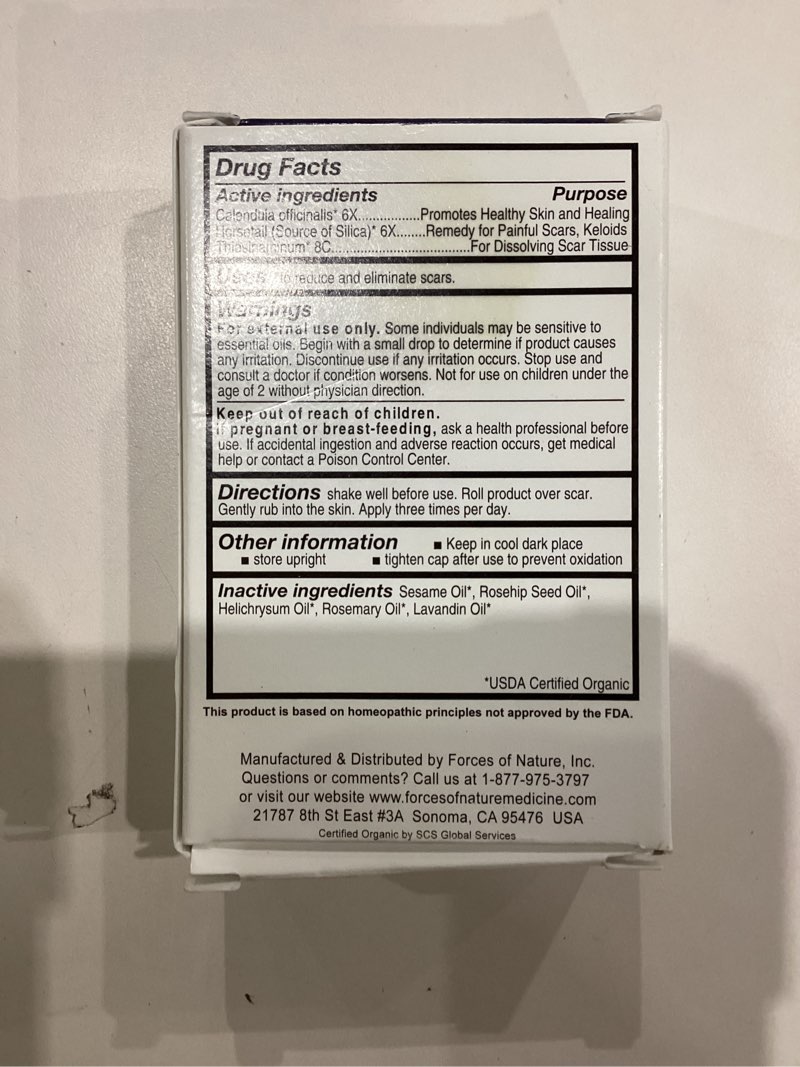 Drug Facts
Active ingredients Purpose
Calendula officinalis* 6X................Promotes Healthy Skin and Healing
Horsetail (Source of Silica)* 6X.......Remedy for Painful Scars, Keloids
Thiosinaminum* 8C...................................For Dissolving Scar Tissue
Uses to reduce and eliminate scars.
Warnings
For external use only. Some individuals may be sensitive to
essential oils. Begin with a small drop to determine if product causes
any irritation. Discontinue use if any irritation occurs. Stop use and
consult a doctor if condition worsens. Not for use on children under the
age of 2 without physician direction.
Keep out of reach of children.
If pregnant or breast-feeding, ask a health professional before
use. If accidental ingestion and adverse reaction occurs, get medical
help or contact a Poison Control Center.
Directions shake well before use. Roll product over scar.
Gently rub into the skin. Apply three times per day.
Other information ■ Keep in cool dark place
■ store upright ■ tighten cap after use to prevent oxidation
Inactive ingredients Sesame Oil*, Rosehip Seed Oil*,
Helichrysum Oil*, Rosemary Oil*, Lavandin Oil*
*USDA Certified Organic
This product is based on homeopathic principles not approved by the FDA.
Manufactured & Distributed by Forces of Nature, Inc.
Questions or comments? Call us at 1-877-975-3797
or visit our website www.forcesofnaturemedicine.com
21787 8th St East #3A Sonoma, CA 95476 USA
Certified Organic by SCS Global Services